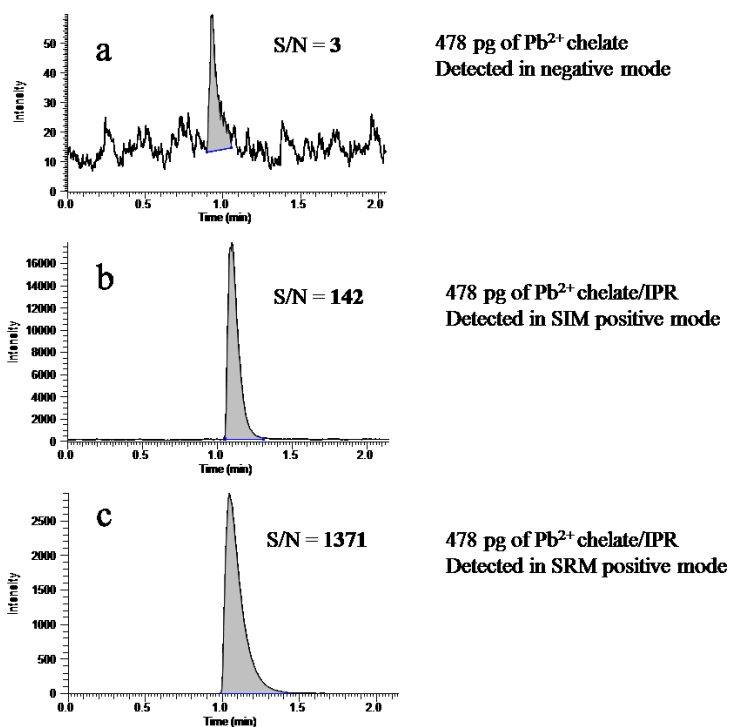 a
S/N = 3
478 pg of Pb²⁺ chelate
Detected in negative mode
Intensity
50
40
30
20
10
0
0.0 0.5 1.0 1.5 2.0
Time (min)
b
S/N = 142
478 pg of Pb²⁺ chelate/IPR
Detected in SIM positive mode
Intensity
16000
14000
12000
10000
8000
6000
4000
2000
0
0.0 0.5 1.0 1.5 2.0
Time (min)
c
S/N = 1371
478 pg of Pb²⁺ chelate/IPR
Detected in SRM positive mode
Intensity
2500
2000
1500
1000
500
0
0.0 0.5 1.0 1.5 2.0
Time (min)